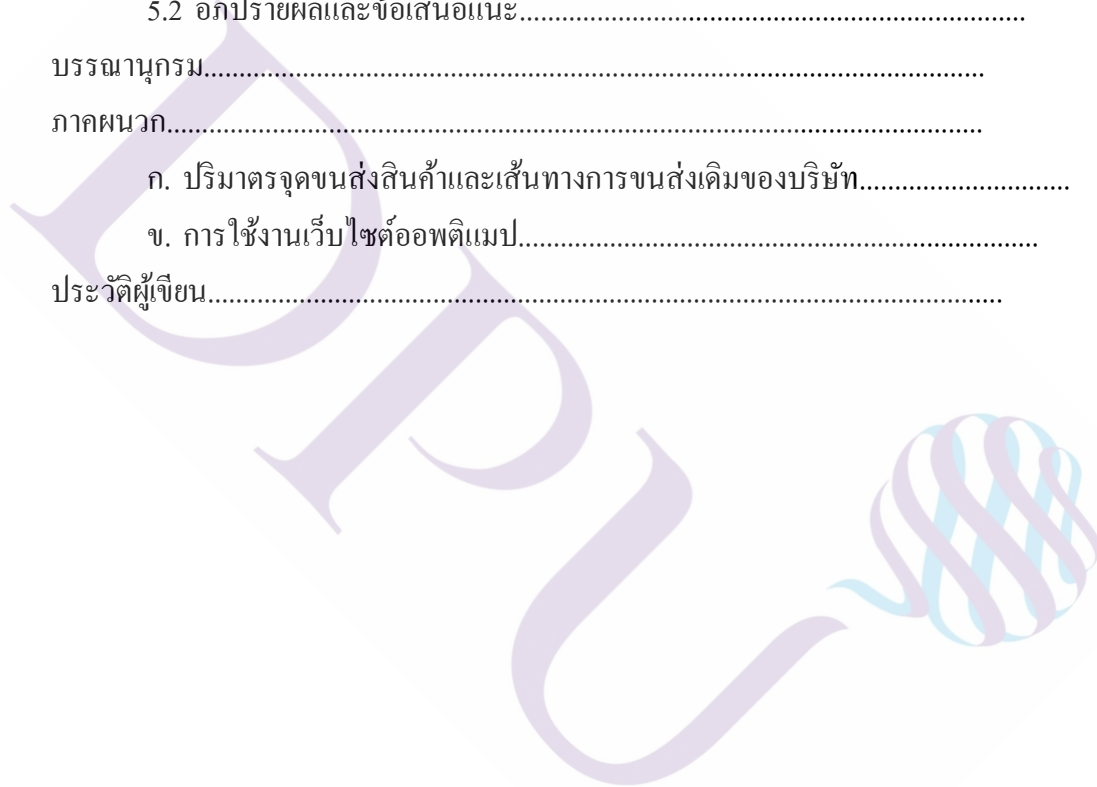 5.2 อภิปรายผลและข้อเสนอแนะ........................................................................
บรรณานุกรม..............................................................................................................
ภาคผนวก...................................................................................................................
ก. ปริมาตรจุดขนส่งสินค้าและเส้นทางการขนส่งเดิมของบริษัท..............................
ข. การใช้งานเว็บไซต์ออพติแมป..........................................................................
ประวัติผู้เขียน................................................................................................................
DPU